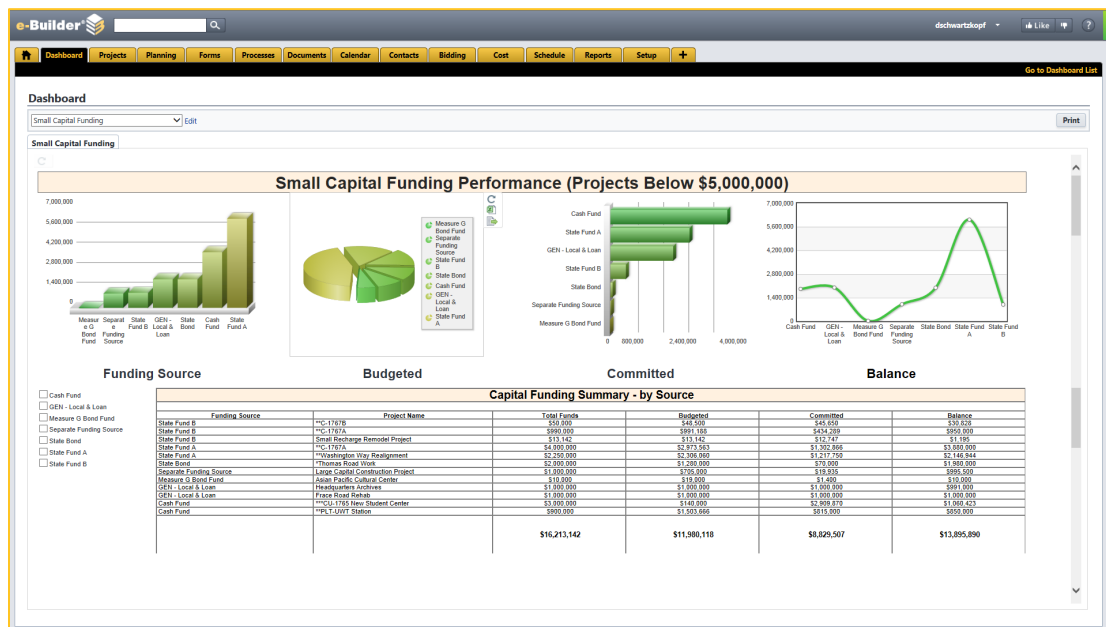 e-Builder
dschwartzkopf
Like
?
Dashboard Projects Planning Forms Processes Documents Calendar Contacts Bidding Cost Schedule Reports Setup +
Go to Dashboard List
Dashboard
Small Capital Funding Edit Print
Small Capital Funding
Small Capital Funding Performance (Projects Below $5,000,000)
7,000,000
5,600,000
4,200,000
2,800,000
1,400,000
0
Measur e G Bond Fund
Separat e Funding Source
State Fund B
GEN - Local & Loan
State Bond
Cash Fund
State Fund A
Measure G Bond Fund
Separate Funding Source
State Fund B
State Bond
Cash Fund
GEN - Local & Loan
State Fund A
Cash Fund
State Fund A
GEN - Local & Loan
State Fund B
State Bond
Separate Funding Source
Measure G Bond Fund
0 800,000 2,400,000 4,000,000
7,000,000
5,600,000
4,200,000
2,800,000
1,400,000
0
Cash Fund
GEN - Local & Loan
Measure G Bond Fund
Separate Funding Source
State Bond
State Fund A
State Fund B
Funding Source Budgeted Committed Balance
Cash Fund
GEN - Local & Loan
Measure G Bond Fund
Separate Funding Source
State Bond
State Fund A
State Fund B
Capital Funding Summary - by Source
Funding Source Project Name Total Funds Budgeted Committed Balance
State Fund B **C-1767B $50,000 $48,500 $45,650 $30,828
State Fund B **C-1767A $990,000 $991,188 $434,289 $950,000
State Fund B Small Recharge Remodel Project $13,142 $13,142 $12,747 $1,195
State Fund A **C-1767A $4,000,000 $2,973,563 $1,302,866 $3,880,000
State Fund A **Washington Way Realignment $2,250,000 $2,306,060 $1,217,750 $2,146,944
State Bond *Thomas Road Work $2,000,000 $1,280,000 $70,000 $1,980,000
Separate Funding Source Large Capital Construction Project $1,000,000 $705,000 $19,935 $995,500
Measure G Bond Fund Asian Pacific Cultural Center $10,000 $19,000 $1,400 $10,000
GEN - Local & Loan Headquarters Archives $1,000,000 $1,000,000 $1,000,000 $991,000
GEN - Local & Loan Frace Road Rehab $1,000,000 $1,000,000 $1,000,000 $1,000,000
Cash Fund ***CU-1765 New Student Center $3,000,000 $140,000 $2,909,870 $1,060,423
Cash Fund **PLT-UWT Station $900,000 $1,503,666 $815,000 $850,000
$16,213,142 $11,980,118 $8,829,507 $13,895,890